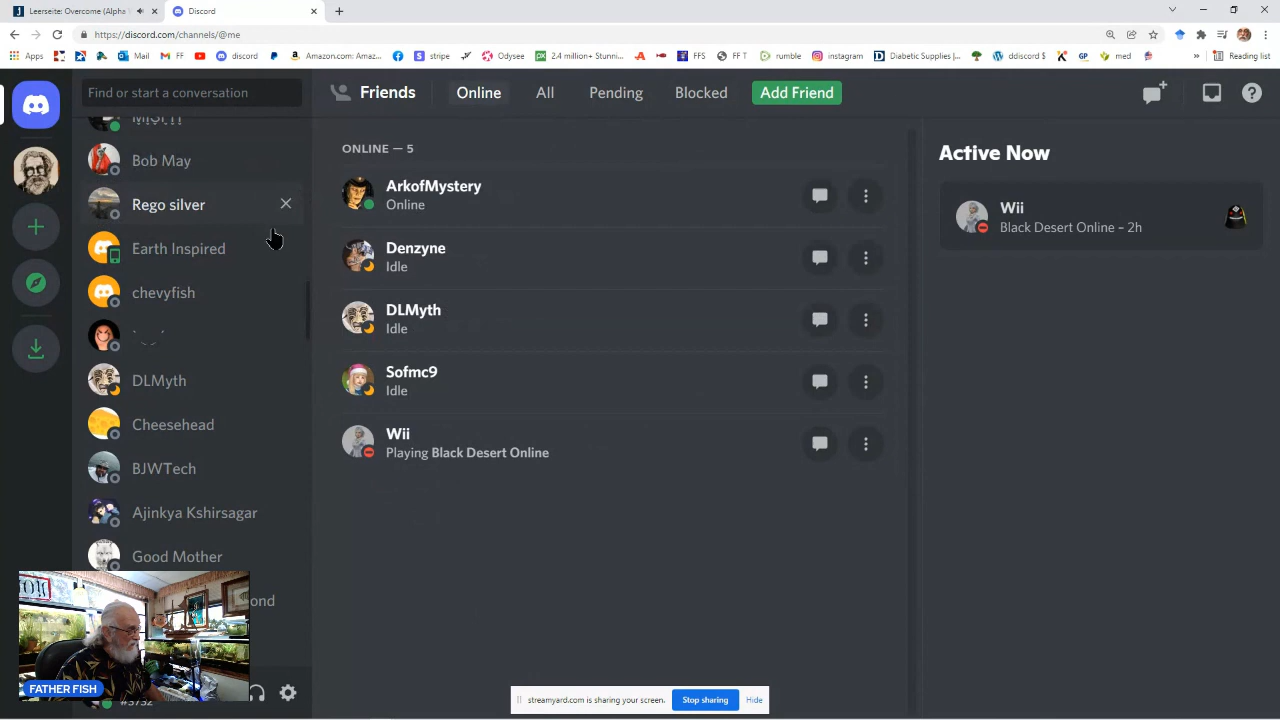 Leerseite: Overcome (Alpha
Discord
https://discord.com/channels/@me
Apps
Mail
FF
discord
Amazon.com: Amaz...
stripe
Odysee
2.4 million+ Stunni...
FFS
FF T
rumble
instagram
Diabetic Supplies |...
ddiscord $
K
GP
med
»
Reading list
Find or start a conversation
Friends
Online
All
Pending
Blocked
Add Friend
Bob May
Rego silver
Earth Inspired
chevyfish
DLMyth
Cheesehead
BJWTech
Ajinkya Kshirsagar
Good Mother
ond
ONLINE — 5
ArkofMystery
Online
Denzyne
Idle
DLMyth
Idle
Sofmc9
Idle
Wii
Playing Black Desert Online
Active Now
Wii
Black Desert Online – 2h
FATHER FISH
#3732
streamyard.com is sharing your screen.
Stop sharing
Hide